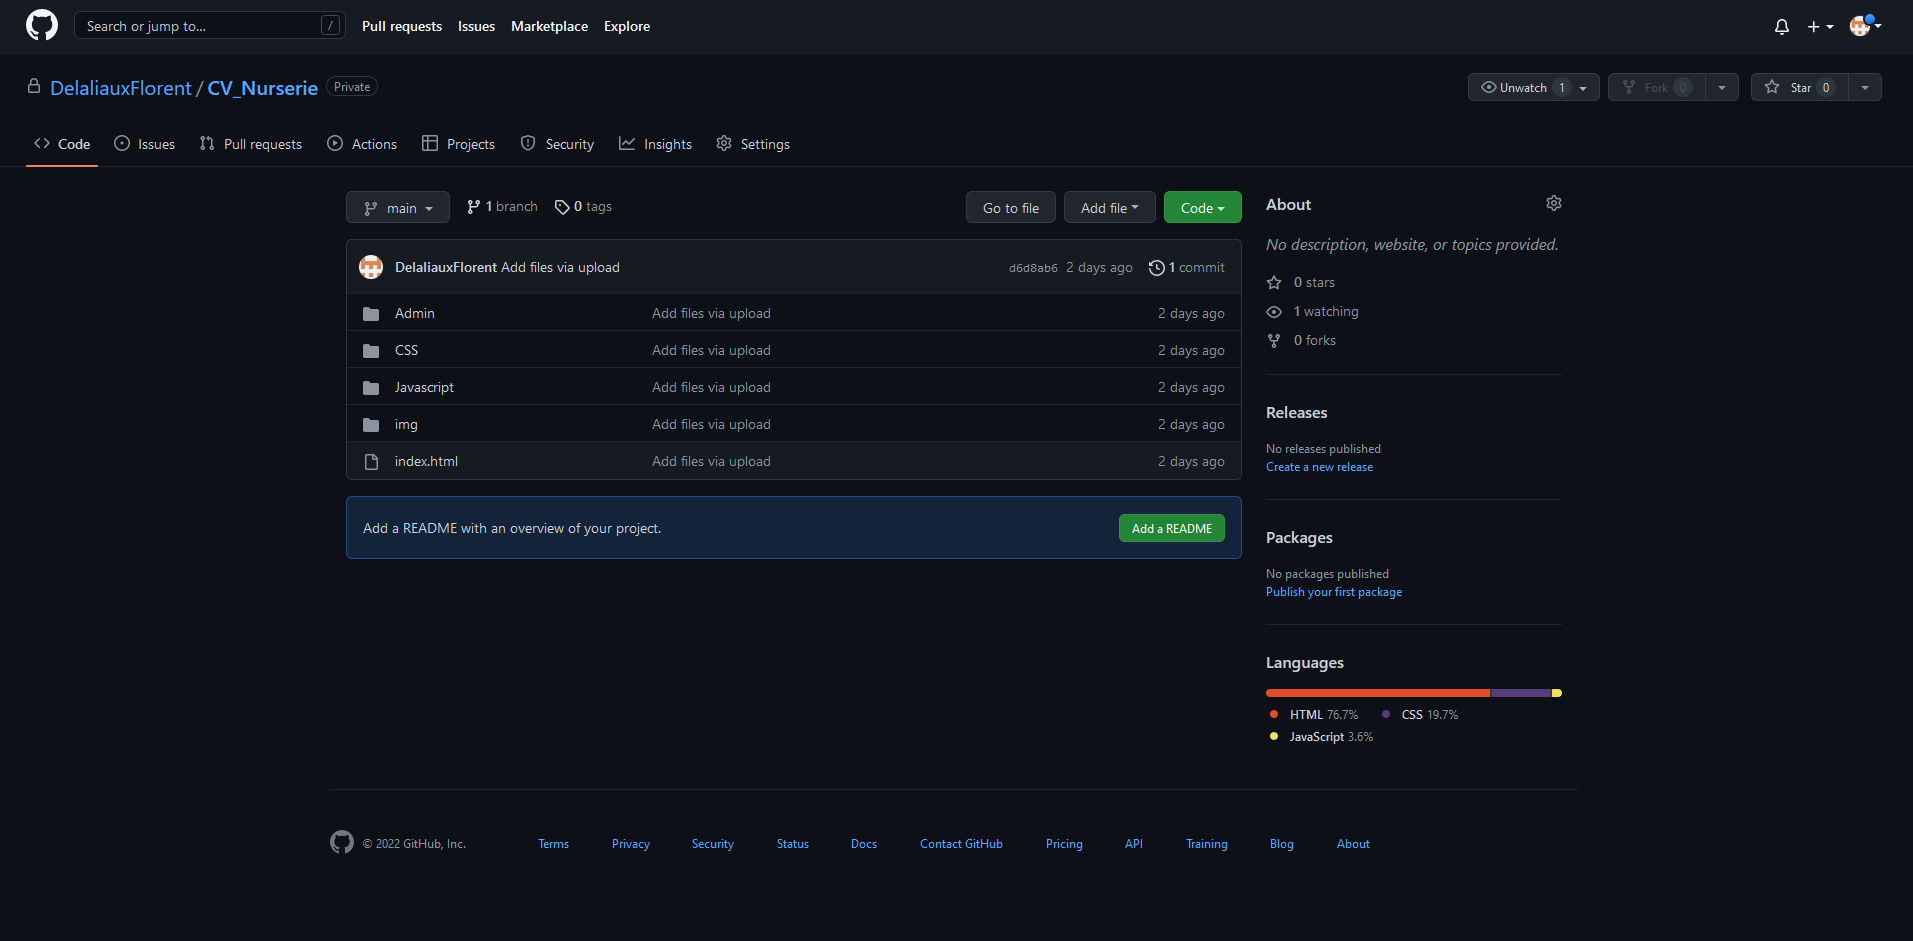 Search or jump to... / Pull requests Issues Marketplace Explore
DelaliauxFlorent / CV_Nurserie Private Unwatch 1 Fork 0 Star 0
Code Issues Pull requests Actions Projects Security Insights Settings
main 1 branch 0 tags Go to file Add file Code
DelaliauxFlorent Add files via upload d6d8ab6 2 days ago 1 commit
Admin Add files via upload 2 days ago
CSS Add files via upload 2 days ago
Javascript Add files via upload 2 days ago
img Add files via upload 2 days ago
index.html Add files via upload 2 days ago
Add a README with an overview of your project. Add a README
About
No description, website, or topics provided.
0 stars
1 watching
0 forks
Releases
No releases published
Create a new release
Packages
No packages published
Publish your first package
Languages
HTML 76.7% CSS 19.7%
JavaScript 3.6%
© 2022 GitHub, Inc. Terms Privacy Security Status Docs Contact GitHub Pricing API Training Blog About